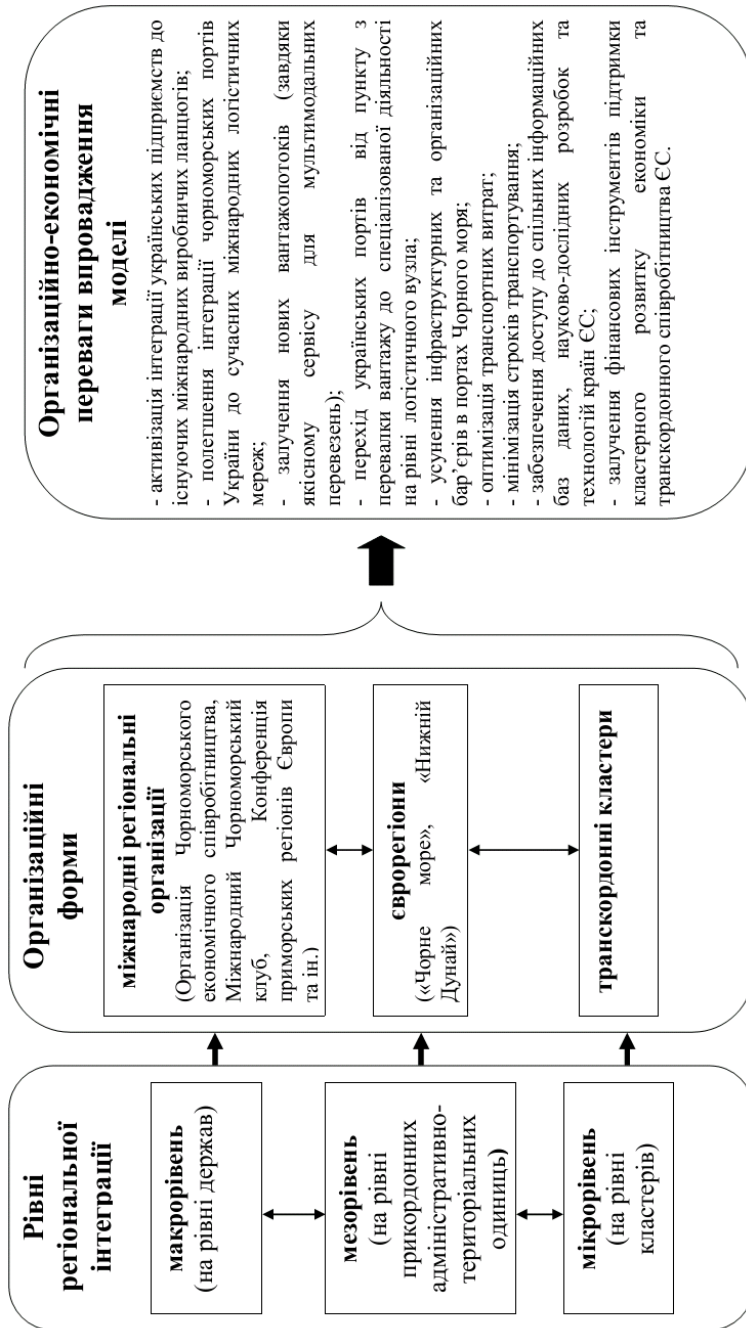 Рівні
регіональної
інтеграції
макрорівень
(на рівні держав)
мезорівень
(на рівні
прикордонних
адміністративно-
територіальних
одиниць)
мікрорівень
(на рівні
кластерів)
Організаційні
форми
міжнародні регіональні
організації
(Організація Чорноморського
економічного співробітництва,
Міжнародний Чорноморський
клуб, Конференція
приморських регіонів Європи
та ін.)
єврорегіони
(«Чорне море», «Нижній
Дунай»)
транскордонні кластери
Організаційно-економічні
переваги впровадження
моделі
- активізація інтеграції українських підприємств до
існуючих міжнародних виробничих ланцюгів;
- полегшення інтеграції чорноморських портів
України до сучасних міжнародних логістичних
мереж;
- залучення нових вантажопотоків (завдяки
якісному сервісу для мультимодальних
перевезень);
- перехід українських портів від пункту з
перевалки вантажу до спеціалізованої діяльності
на рівні логістичного вузла;
- усунення інфраструктурних та організаційних
бар’єрів в портах Чорного моря;
- оптимізація транспортних витрат;
- мінімізація строків транспортування;
- забезпечення доступу до спільних інформаційних
баз даних, науково-дослідних розробок та
технологій країн ЄС;
- залучення фінансових інструментів підтримки
кластерного розвитку економіки та
транскордонного співробітництва ЄС.